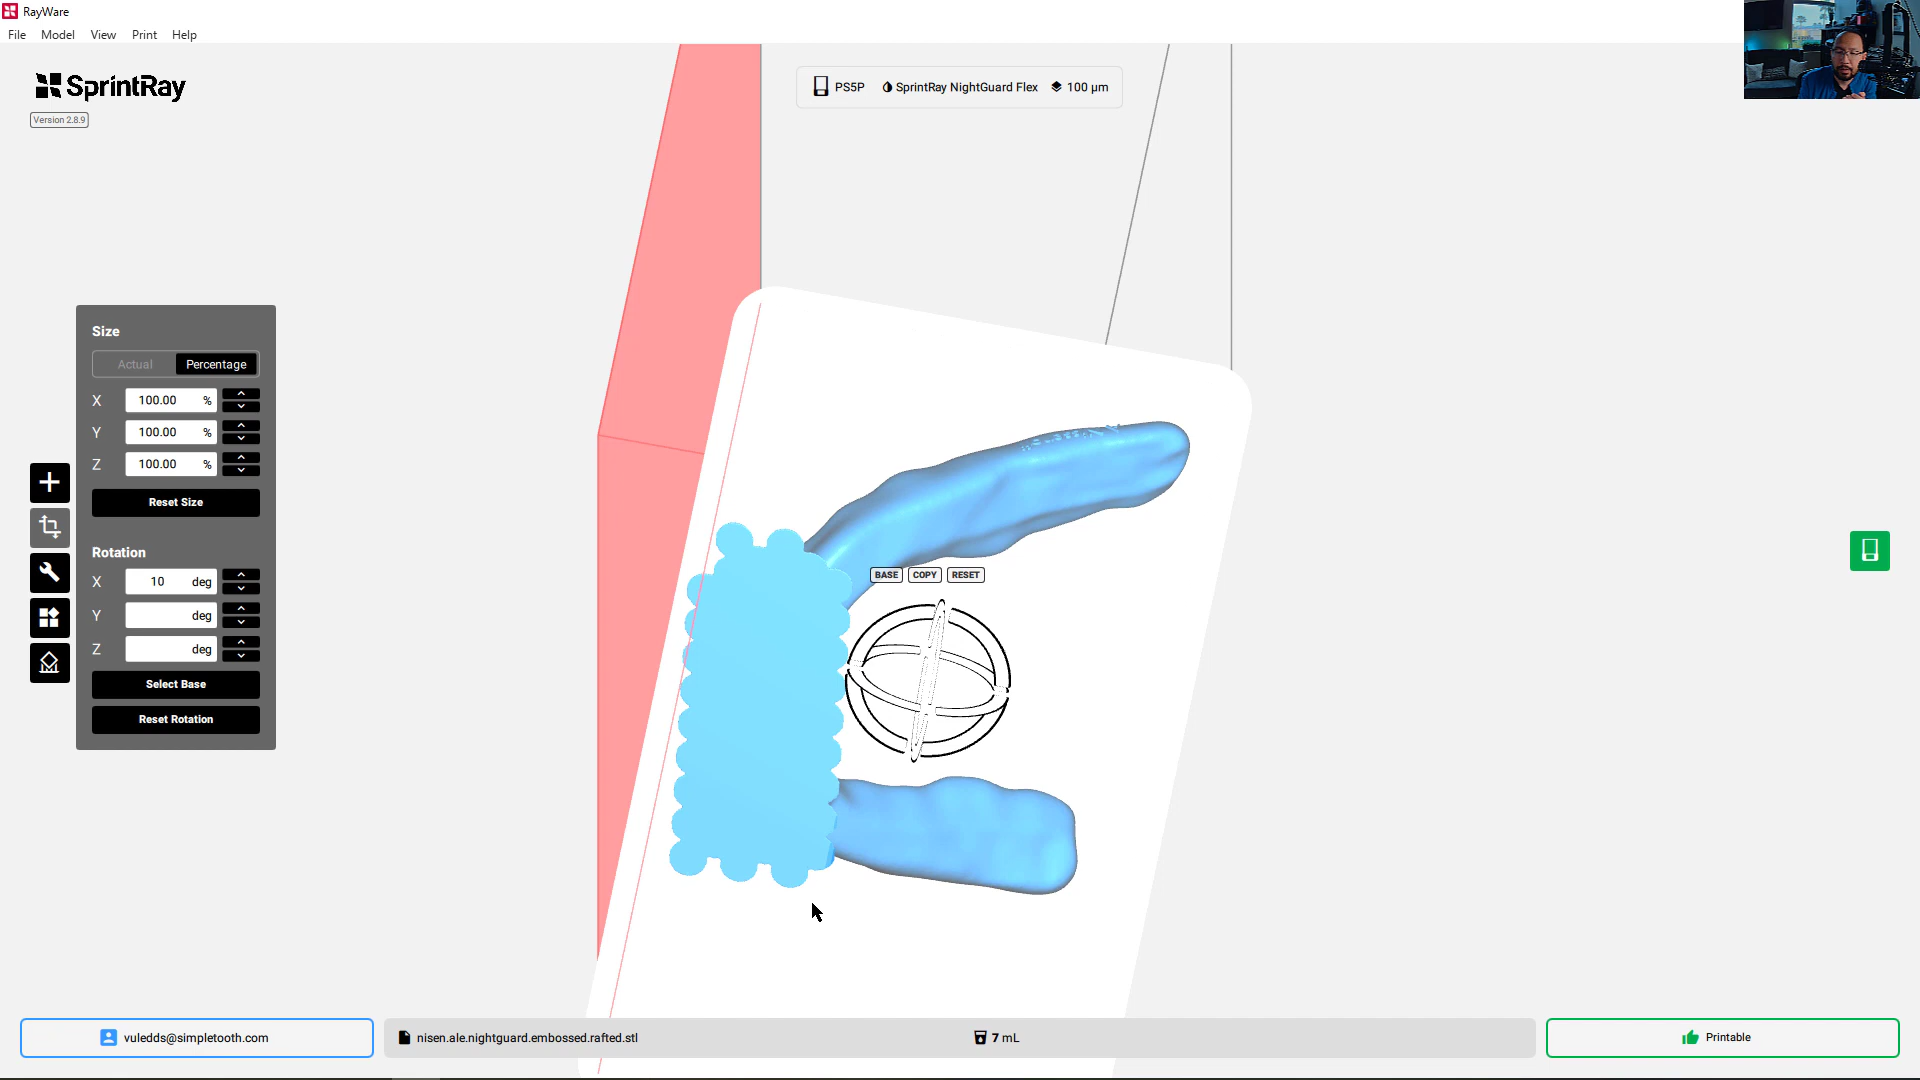 RayWare
File Model View Print Help
SprintRay
Version 2.8.9
PS5P SprintRay NightGuard Flex 100 µm
Size
Actual Percentage
X 100.00 %
Y 100.00 %
Z 100.00 %
Reset Size
Rotation
X 10 deg
Y deg
Z deg
Select Base
Reset Rotation
BASE COPY RESET
vuledds@simpletooth.com
nisen.ale.nightguard.embossed.rafted.stl
7 mL
Printable